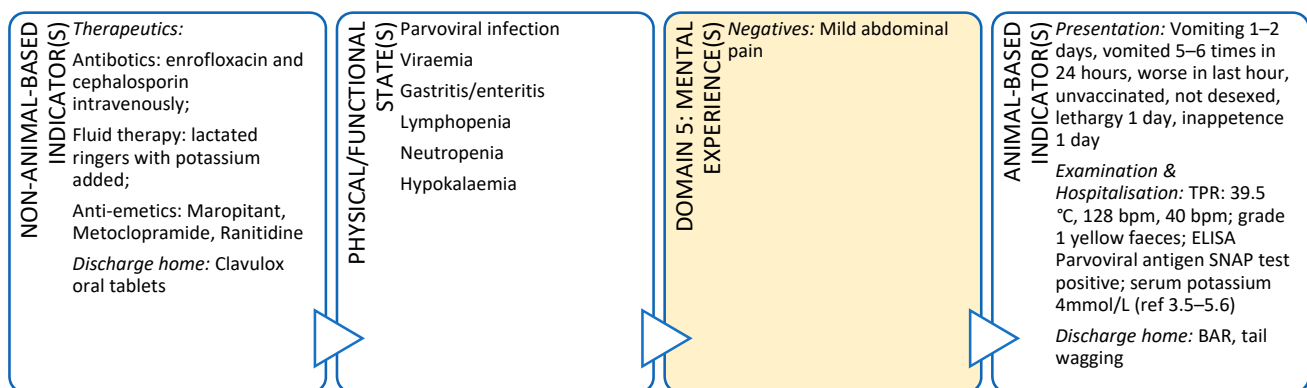 NON-ANIMAL-BASED
INDICATOR(S)
Therapeutics:
Antibotics: enrofloxacin and
cephalosporin
intravenously;
Fluid therapy: lactated
ringers with potassium
added;
Anti-emetics: Maropitant,
Metoclopramide, Ranitidine
Discharge home: Clavulox
oral tablets
PHYSICAL/FUNCTIONAL
STATE(S)
Parvoviral infection
Viraemia
Gastritis/enteritis
Lymphopenia
Neutropenia
Hypokalaemia
DOMAIN 5: MENTAL
EXPERIENCE(S)
Negatives: Mild abdominal
pain
ANIMAL-BASED
INDICATOR(S)
Presentation: Vomiting 1–2
days, vomited 5–6 times in
24 hours, worse in last hour,
unvaccinated, not desexed,
lethargy 1 day, inappetence
1 day
Examination &
Hospitalisation: TPR: 39.5
℃, 128 bpm, 40 bpm; grade
1 yellow faeces; ELISA
Parvoviral antigen SNAP test
positive; serum potassium
4mmol/L (ref 3.5–5.6)
Discharge home: BAR, tail
wagging